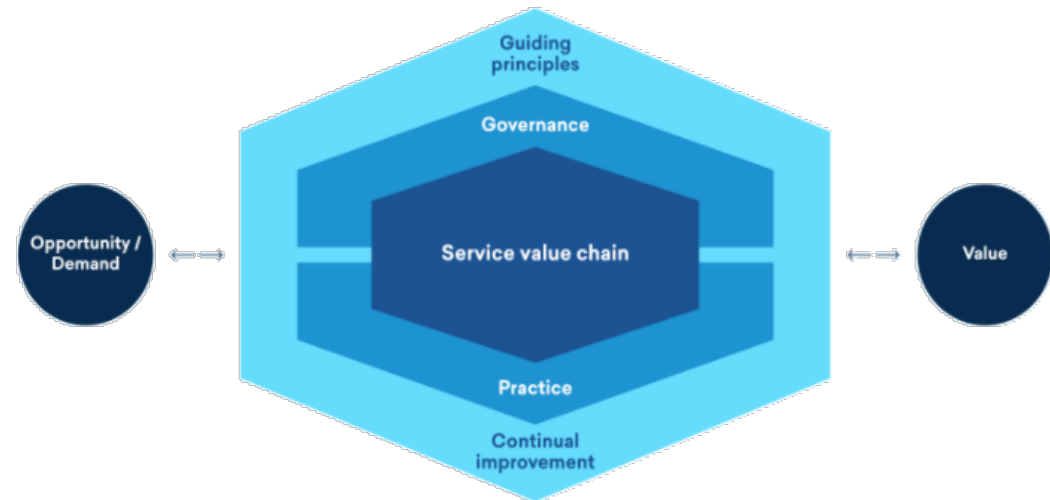 Guiding
principles
Governance
Opportunity /
Demand
Service value chain
Value
Practice
Continual
improvement